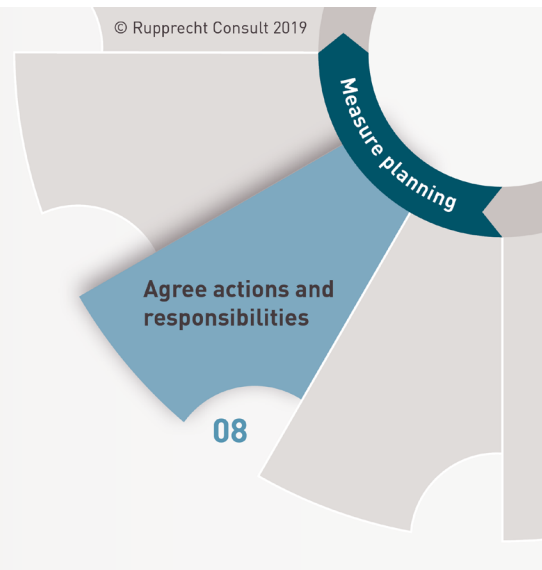 © Rupprecht Consult 2019
Measure planning
Agree actions and
responsibilities
08